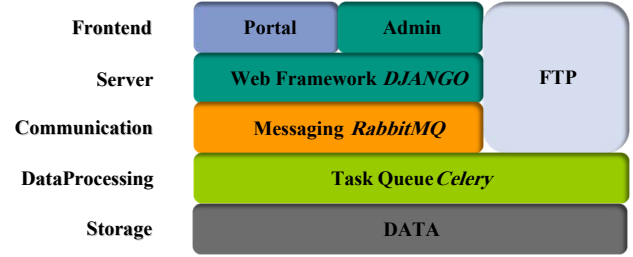 Frontend Portal Admin
Server Web Framework DJANGO FTP
Communication Messaging RabbitMQ
DataProcessing Task Queue Celery
Storage DATA